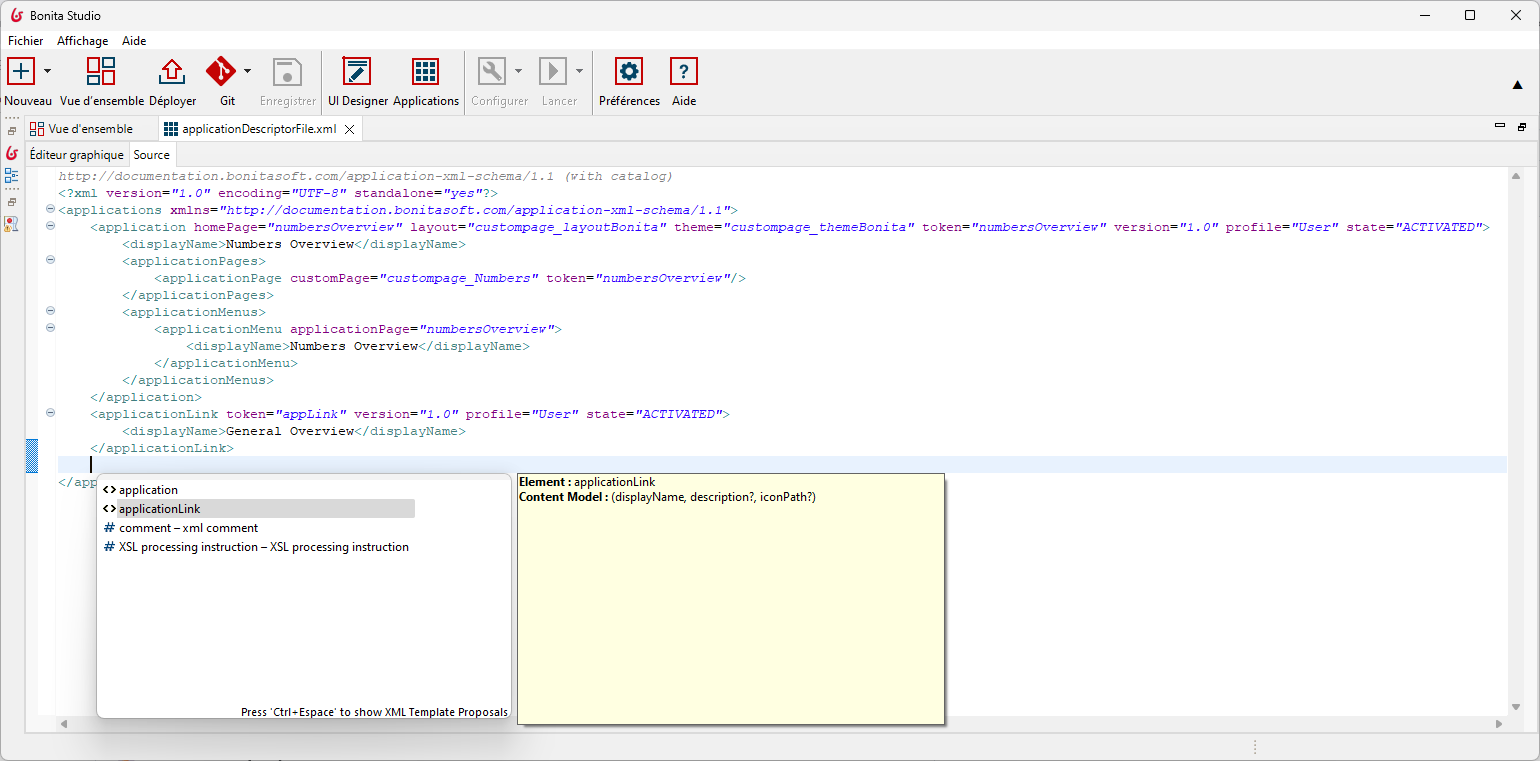 Bonita Studio
Fichier Affichage Aide
Nouveau Vue d'ensemble Déployer Git Enregistrer UI Designer Applications Configurer Lancer Préférences Aide
Vue d'ensemble applicationDescriptorFile.xml
Éditeur graphique Source
http://documentation.bonitasoft.com/application-xml-schema/1.1 (with catalog)
<?xml version="1.0" encoding="UTF-8" standalone="yes"?>
<applications xmlns="http://documentation.bonitasoft.com/application-xml-schema/1.1">
<application homePage="numbersOverview" layout="custompage_layoutBonita" theme="custompage_themeBonita" token="numbersOverview" version="1.0" profile="User" state="ACTIVATED">
<displayName>Numbers Overview</displayName>
<applicationPages>
<applicationPage customPage="custompage_Numbers" token="numbersOverview"/>
</applicationPages>
<applicationMenus>
<applicationMenu applicationPage="numbersOverview">
<displayName>Numbers Overview</displayName>
</applicationMenu>
</applicationMenus>
</application>
<applicationLink token="appLink" version="1.0" profile="User" state="ACTIVATED">
<displayName>General Overview</displayName>
</applicationLink>
</app
<> application
<> applicationLink
# comment – xml comment
# XSL processing instruction – XSL processing instruction
Press 'Ctrl+Espace' to show XML Template Proposals
Element : applicationLink
Content Model : (displayName, description?, iconPath?)